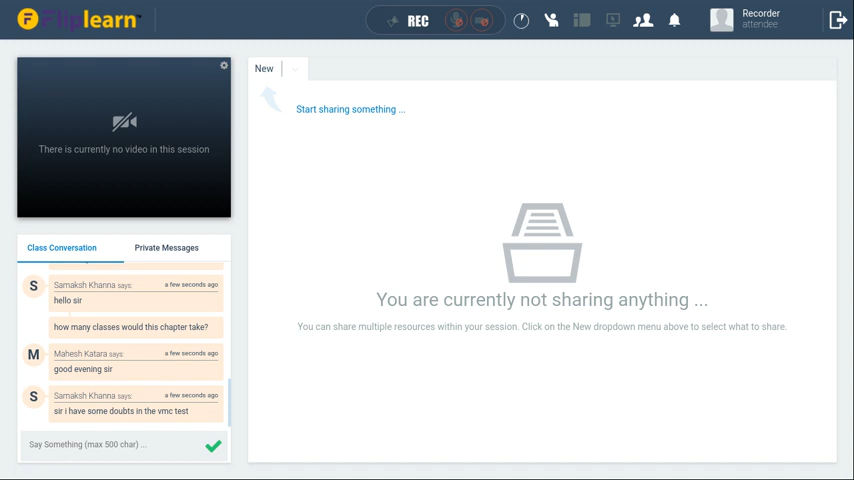 Fliplearn
REC
Recorder
attendee
There is currently no video in this session
New
Start sharing something ...
You are currently not sharing anything ...
You can share multiple resources within your session. Click on the New dropdown menu above to select what to share.
Class Conversation
Private Messages
S
Samaksh Khanna says:
a few seconds ago
hello sir
how many classes would this chapter take?
M
Mahesh Katara says:
a few seconds ago
good evening sir
S
Samaksh Khanna says:
a few seconds ago
sir i have some doubts in the vmc test
Say Something (max 500 char) ...